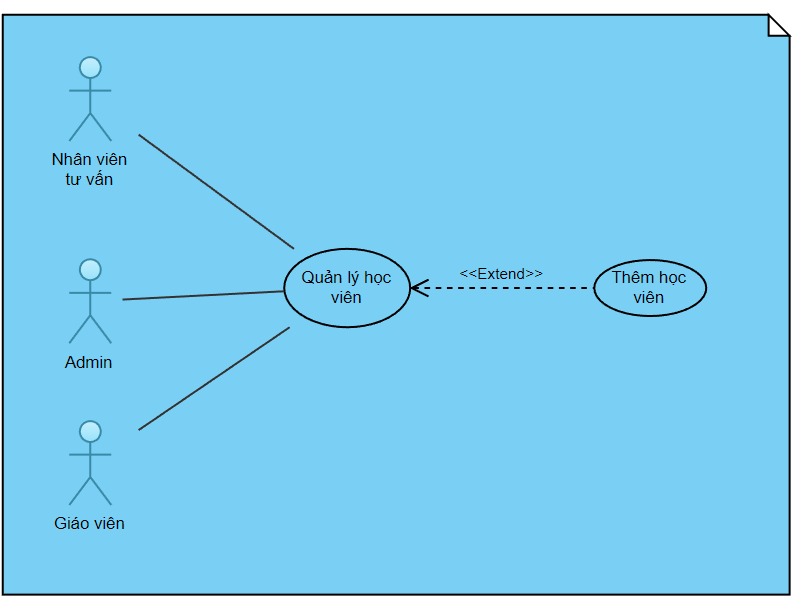 Nhân viên
tư vấn
Quản lý học
viên
<<Extend>>
Thêm học
viên
Admin
Giáo viên